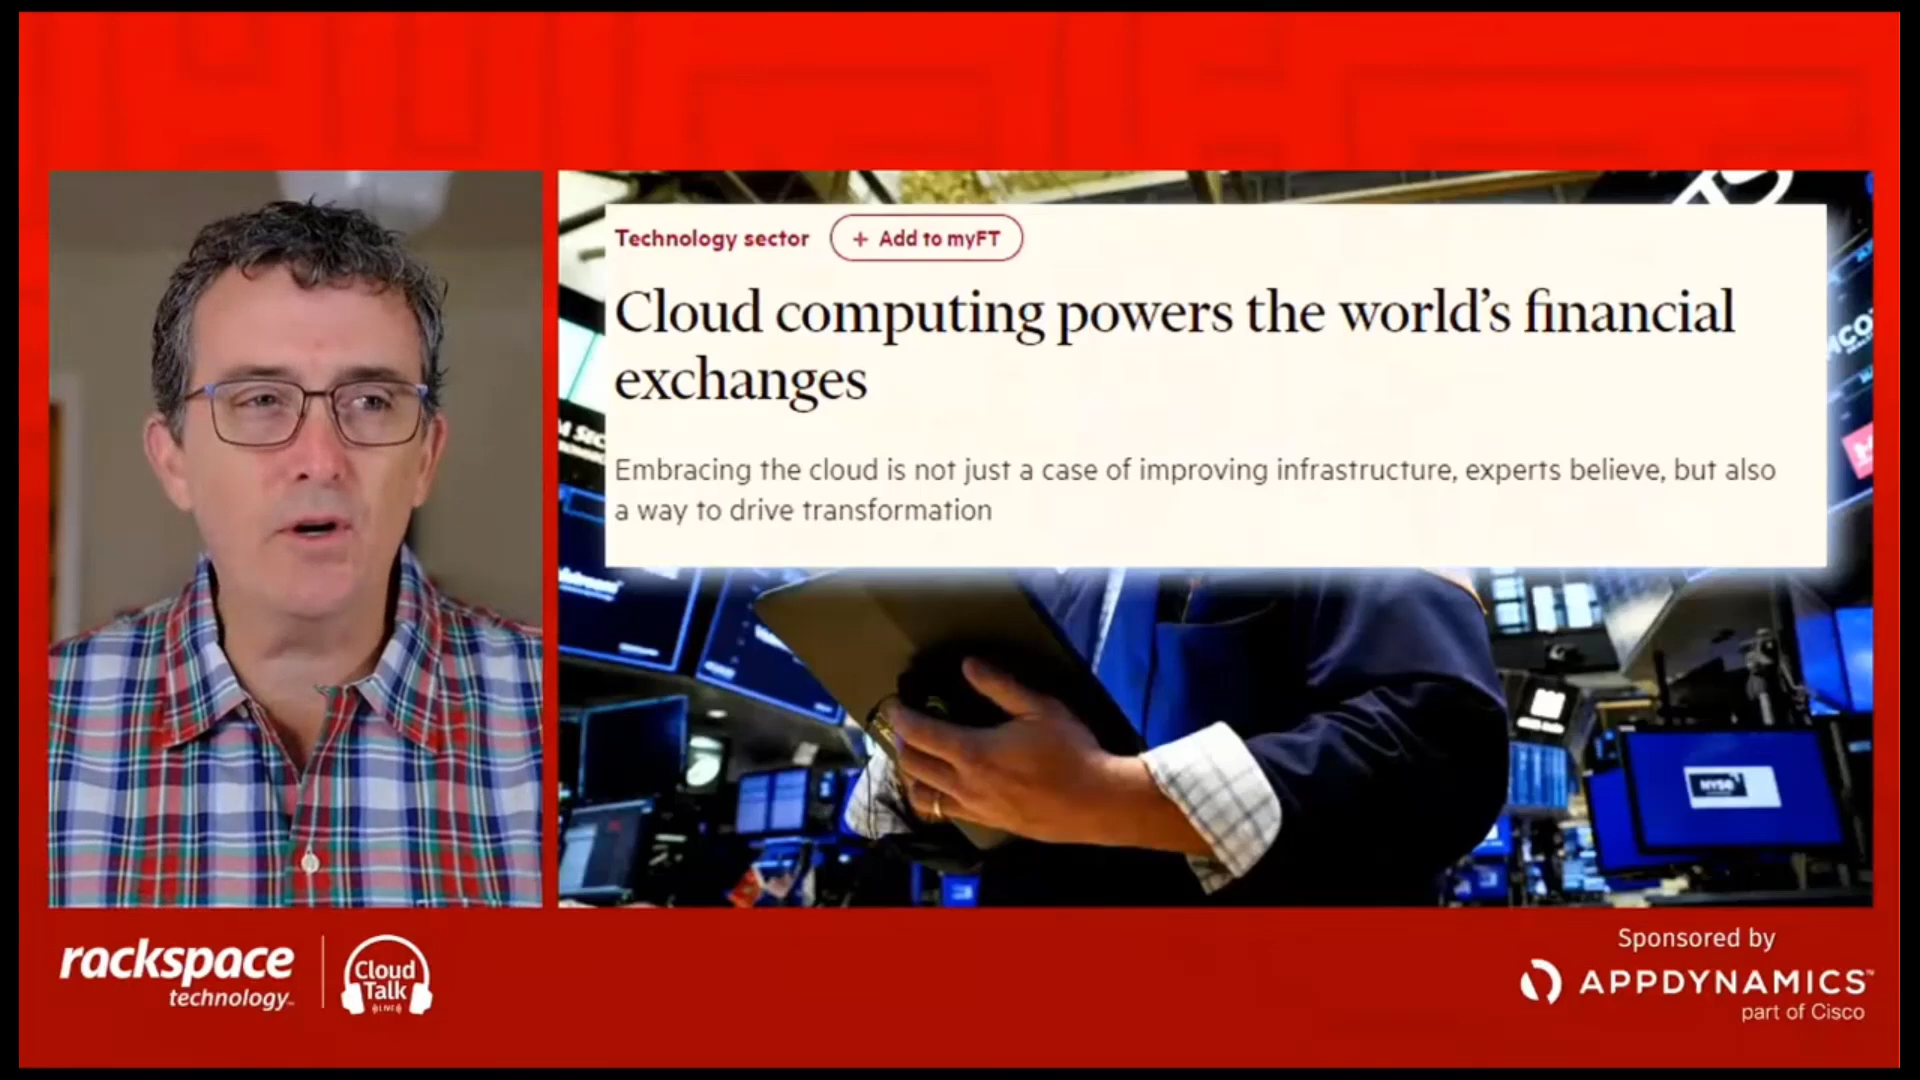 Technology sector + Add to myFT
Cloud computing powers the world's financial
exchanges
Embracing the cloud is not just a case of improving infrastructure, experts believe, but also
a way to drive transformation
NYSE
rackspace
technology
Cloud
Talk
LIVE
Sponsored by
APPDYNAMICS
part of Cisco